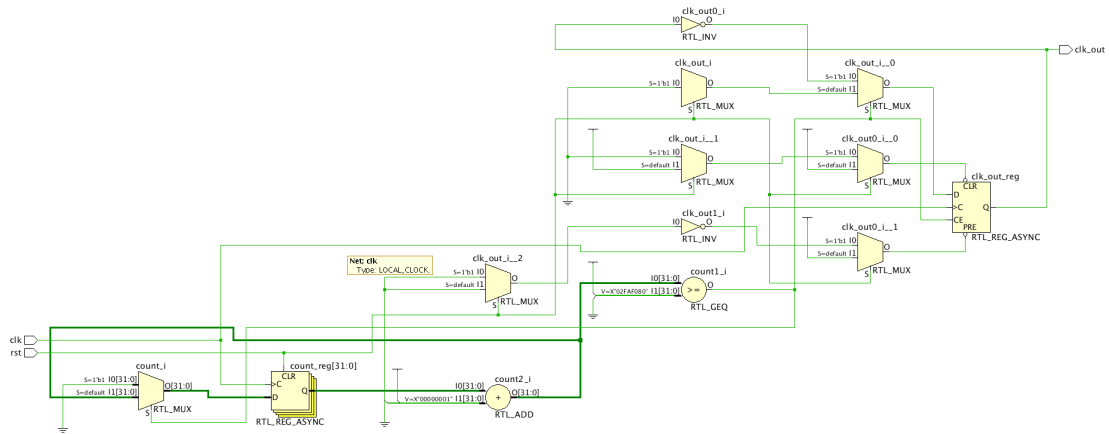 clk_out0_i
I0 O
RTL_INV
clk_out
clk_out_i
I0 O
S RTL_MUX
clk_out_i__0
S=1'b1 I0 O
S=default I1
S RTL_MUX
clk_out_i__1
S=1'b1 I0 O
S=default I1
S RTL_MUX
clk_out0_i__0
S=1'b1 I0 O
S=default I1
S RTL_MUX
clk_out_reg
CLR
D
C Q
CE
PRE
RTL_REG_ASYNC
clk_out1_i
I0 O
RTL_INV
clk_out0_i__1
S=1'b1 I0 O
S=default I1
S RTL_MUX
Net: clk
Type: LOCAL_CLOCK,
clk_out_i__2
S=1'b1 I0 O
S=default I1
S RTL_MUX
count1_i
I0[31:0] O
V=X"02FAF080" I1[31:0] >=
RTL_GEQ
clk
rst
count_i
S=1'b1 I0[31:0] O[31:0]
S=default I1[31:0]
S RTL_MUX
count_reg[31:0]
CLR
C Q
D
RTL_REG_ASYNC
count2_i
I0[31:0] O[31:0]
V=X"00000001" I1[31:0] +
RTL_ADD